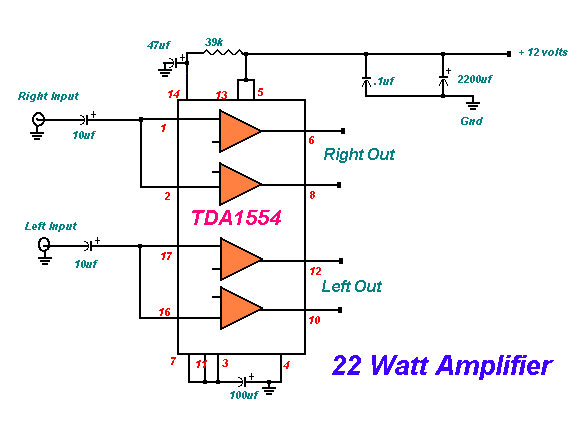 47uf
39k
+ 12 volts
.1uf
2200uf
Gnd
14
13
5
Right Input
10uf
1
6
Right Out
2
8
TDA1554
Left Input
10uf
17
12
Left Out
16
10
7
11
3
4
100uf
22 Watt Amplifier